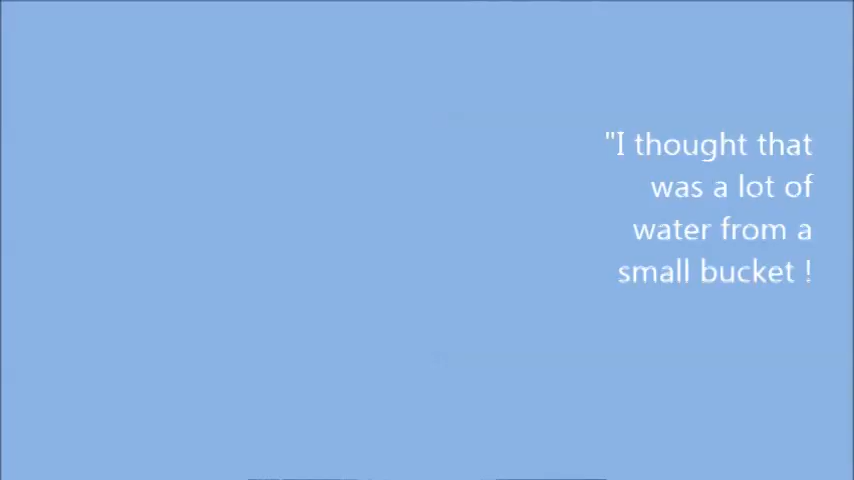 "I thought that
was a lot of
water from a
small bucket !